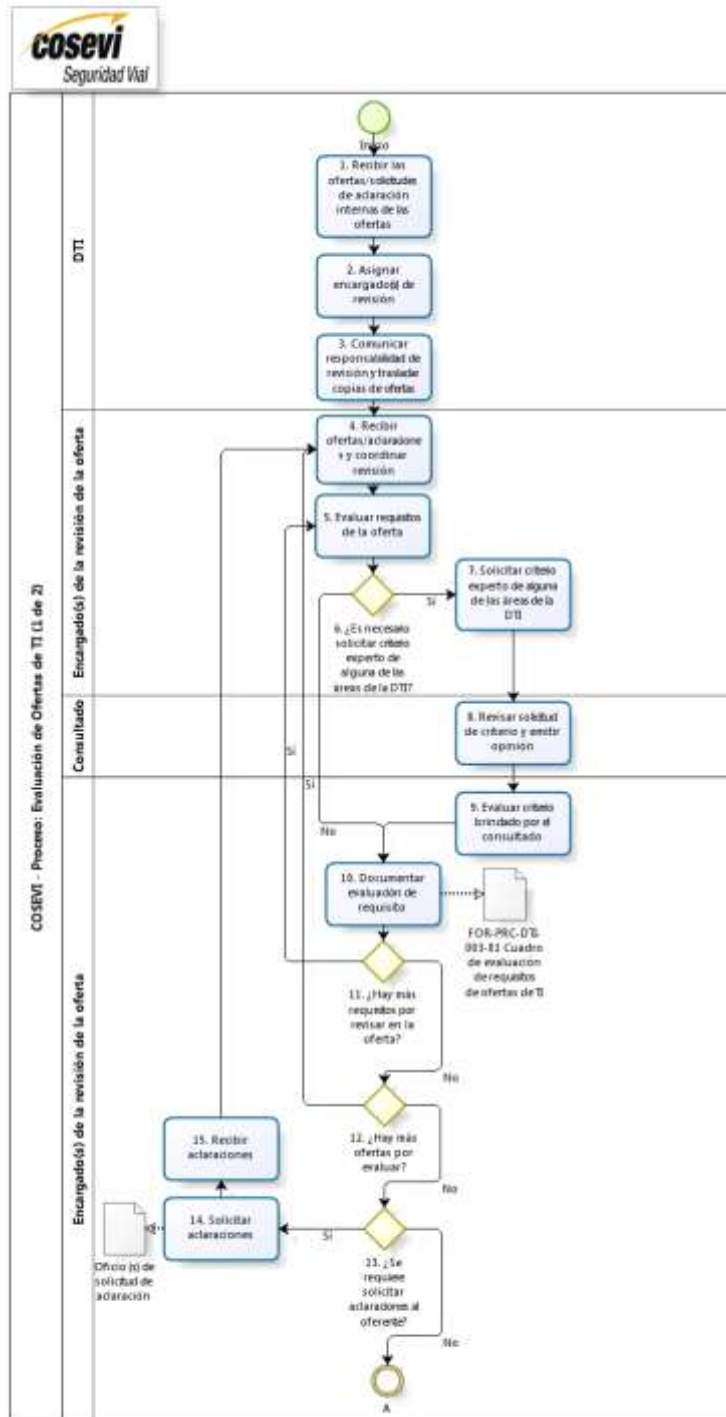 cosevi
Seguridad Vial
COSEVI - Proceso: Evaluación de Ofertas de TI (1 de 2)
DTI
Inicio
1. Recibir las
ofertas/solicitudes
de aclaración
internas de las
ofertas
2. Asignar
encargado(s) de
revisión
3. Comunicar
responsabilidad de
revisión y trasladar
copias de ofertas
Encargado(s) de la revisión de la oferta
4. Recibir
ofertas/aclaracione
s y coordinar
revisión
5. Evaluar requisitos
de la oferta
6. ¿Es necesario
solicitar criterio
experto de
alguna de las
áreas de la DTI?
Sí
7. Solicitar criterio
experto de alguna
de las áreas de la
DTI
Consultado
8. Revisar solicitud
de criterio y emitir
opinión
Encargado(s) de la revisión de la oferta
Sí
Sí
No
9. Evaluar criterio
brindado por el
consultado
10. Documentar
evaluación de
requisito
FOR-PRC-DTI-
003-01 Cuadro
de evaluación
de requisitos
de ofertas de TI
11. ¿Hay más
requisitos por
revisar en la
oferta?
No
12. ¿Hay más
ofertas por
evaluar?
No
15. Recibir
aclaraciones
14. Solicitar
aclaraciones
Oficio (s) de
solicitud de
aclaración
Sí
13. ¿Se
requiere
solicitar
aclaraciones al
oferente?
No
A